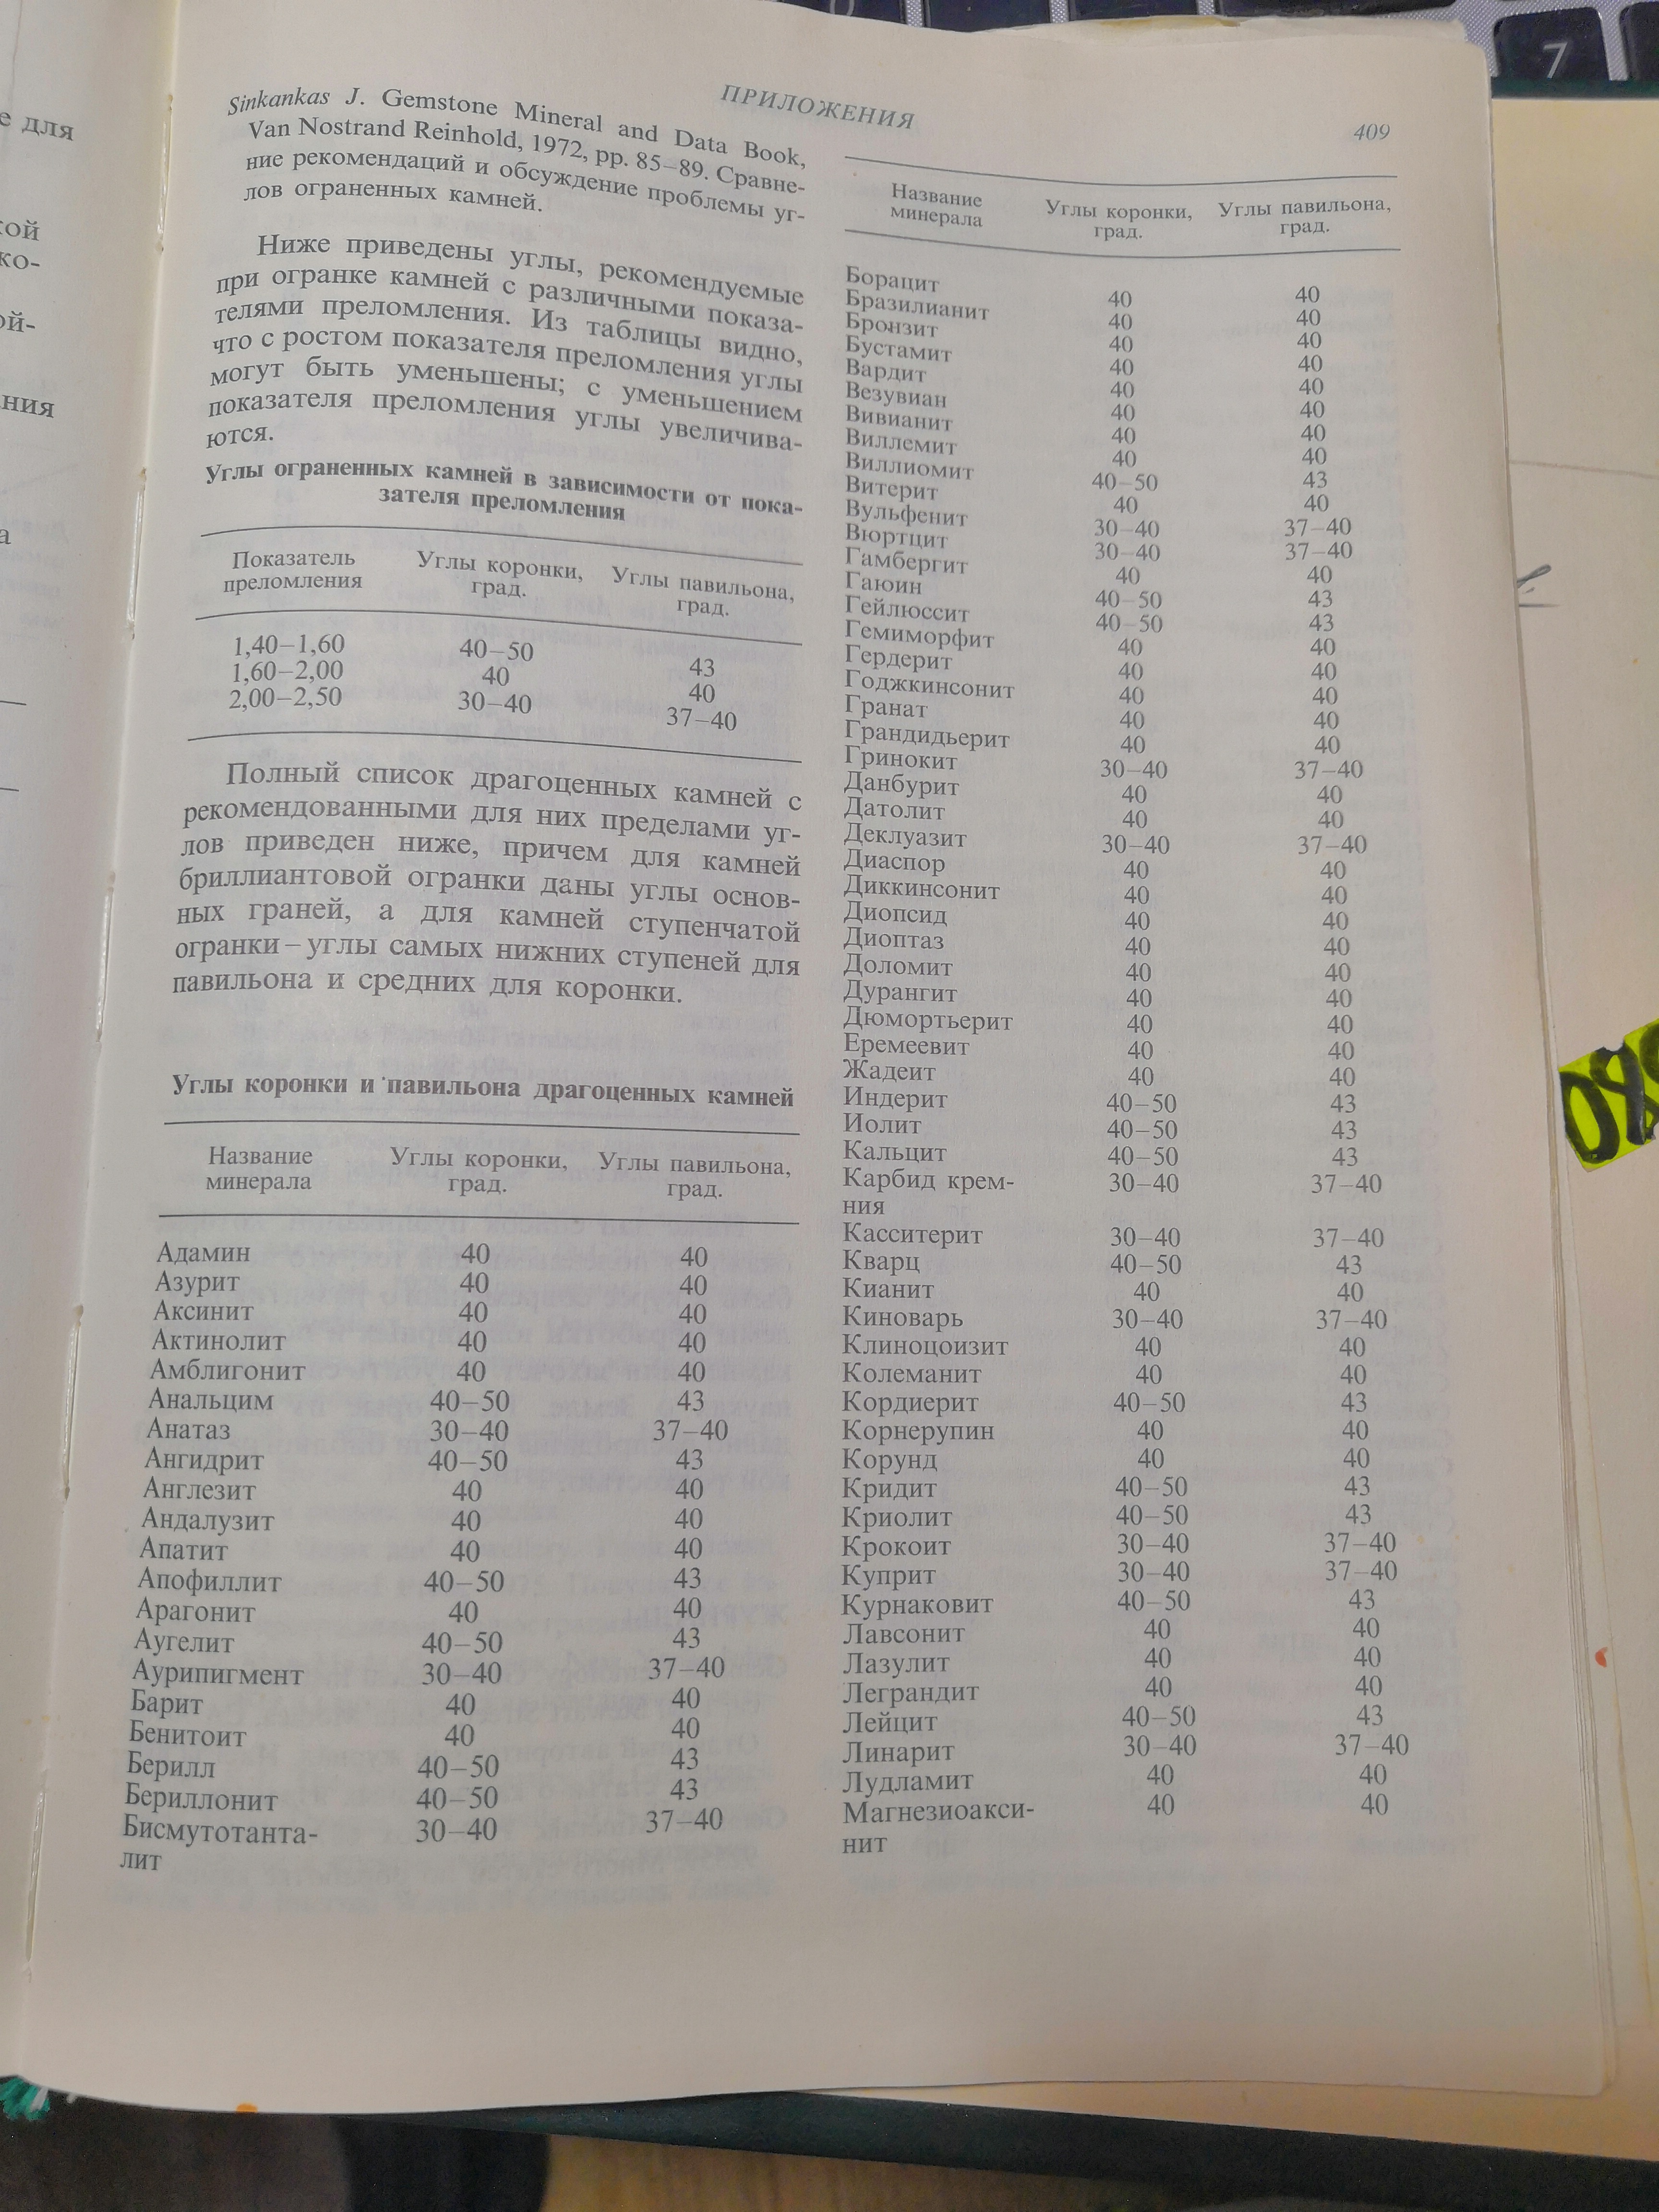 е для
кой
ко-
ой-
ния
а
7
ПРИЛОЖЕНИЯ
409
Sinkankas J. Gemstone Mineral and Data Book,
Van Nostrand Reinhold, 1972, pp. 85–89. Сравне-
ние рекомендаций и обсуждение проблемы уг-
лов ограненных камней.
Ниже приведены углы, рекомендуемые
при огранке камней с различными показа-
телями преломления. Из таблицы видно,
что с ростом показателя преломления углы
могут быть уменьшены; с уменьшением
показателя преломления углы увеличива-
ются.
Углы ограненных камней в зависимости от пока-
зателя преломления
Показатель преломления Углы коронки, град. Углы павильона, град.
1,40–1,60 40–50 43
1,60–2,00 40 40
2,00–2,50 30–40 37–40
Полный список драгоценных камней с
рекомендованными для них пределами уг-
лов приведен ниже, причем для камней
бриллиантовой огранки даны углы основ-
ных граней, а для камней ступенчатой
огранки – углы самых нижних ступеней для
павильона и средних для коронки.
Углы коронки и павильона драгоценных камней
Название минерала Углы коронки, град. Углы павильона, град.
Адамин 40 40
Азурит 40 40
Аксинит 40 40
Актинолит 40 40
Амблигонит 40 40
Анальцим 40–50 43
Анатаз 30–40 37–40
Ангидрит 40–50 43
Англезит 40 40
Андалузит 40 40
Апатит 40 40
Апофиллит 40–50 43
Арагонит 40 40
Аугелит 40–50 43
Аурипигмент 30–40 37–40
Барит 40 40
Бенитоит 40 40
Берилл 40–50 43
Бериллонит 40–50 43
Бисмутотанта- 30–40 37–40
лит
Название минерала Углы коронки, град. Углы павильона, град.
Борацит 40 40
Бразилианит 40 40
Бронзит 40 40
Бустамит 40 40
Вардит 40 40
Везувиан 40 40
Вивианит 40 40
Виллемит 40 40
Виллиомит 40–50 43
Витерит 40 40
Вульфенит 30–40 37–40
Вюртцит 30–40 37–40
Гамбергит 40 40
Гаюин 40–50 43
Гейлюссит 40–50 43
Гемиморфит 40 40
Гердерит 40 40
Годжкинсонит 40 40
Гранат 40 40
Грандидьерит 40 40
Гринокит 30–40 37–40
Данбурит 40 40
Датолит 40 40
Деклуазит 30–40 37–40
Диаспор 40 40
Диккинсонит 40 40
Диопсид 40 40
Диоптаз 40 40
Доломит 40 40
Дурангит 40 40
Дюмортьерит 40 40
Еремеевит 40 40
Жадеит 40 40
Индерит 40–50 43
Иолит 40–50 43
Кальцит 40–50 43
Карбид крем- 30–40 37–40
ния
Касситерит 30–40 37–40
Кварц 40–50 43
Кианит 40 40
Киноварь 30–40 37–40
Клиноцоизит 40 40
Колеманит 40 40
Кордиерит 40–50 43
Корнерупин 40 40
Корунд 40 40
Кридит 40–50 43
Криолит 40–50 43
Крокоит 30–40 37–40
Куприт 30–40 37–40
Курнаковит 40–50 43
Лавсонит 40 40
Лазулит 40 40
Леграндит 40 40
Лейцит 40–50 43
Линарит 30–40 37–40
Лудламит 40 40
Магнезиоакси- 40 40
нит